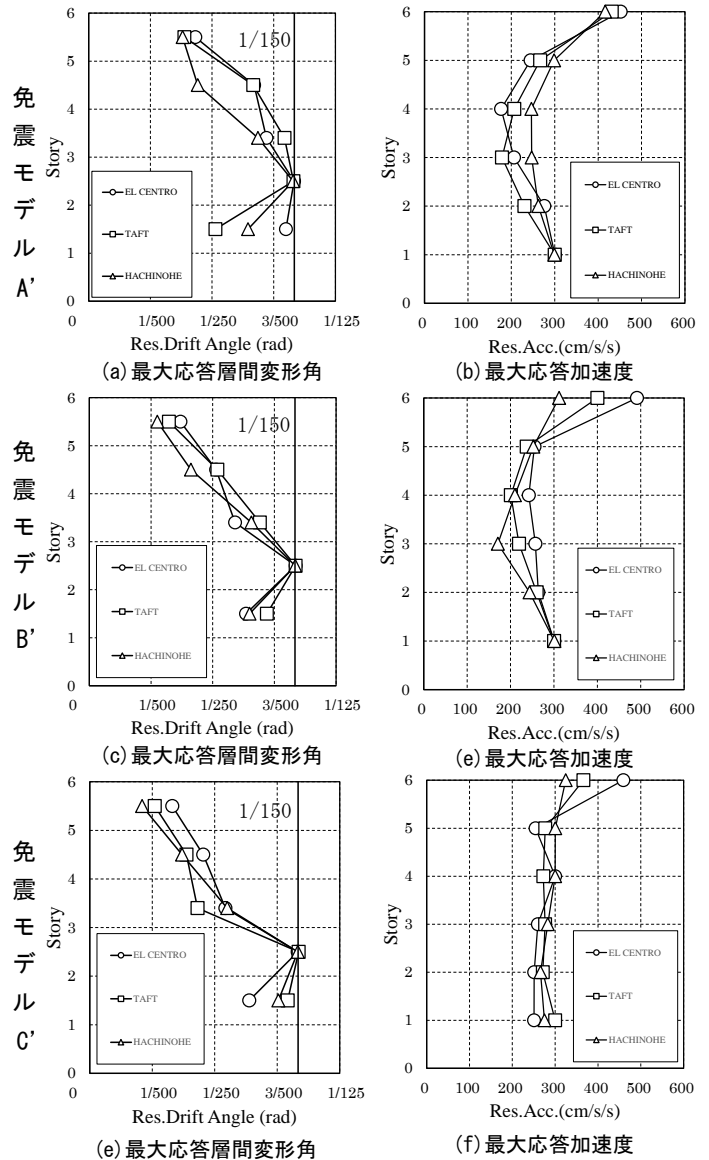 免震モデルA'
6
5
4
3
2
1
0
Story
1/150
EL CENTRO
TAFT
HACHINOHE
0 1/500 1/250 3/500 1/125
Res.Drift Angle (rad)
(a)最大応答層間変形角
6
5
4
3
2
1
0
Story
EL CENTRO
TAFT
HACHINOHE
0 100 200 300 400 500 600
Res.Acc.(cm/s/s)
(b)最大応答加速度
免震モデルB'
6
5
4
3
2
1
0
Story
1/150
EL CENTRO
TAFT
HACHINOHE
0 1/500 1/250 3/500 1/125
Res.Drift Angle (rad)
(c)最大応答層間変形角
6
5
4
3
2
1
0
Story
EL CENTRO
TAFT
HACHINOHE
0 100 200 300 400 500 600
Res.Acc.(cm/s/s)
(e)最大応答加速度
免震モデルC'
6
5
4
3
2
1
0
Story
1/150
EL CENTRO
TAFT
HACHINOHE
0 1/500 1/250 3/500 1/125
Res.Drift Angle (rad)
(e)最大応答層間変形角
6
5
4
3
2
1
0
Story
EL CENTRO
TAFT
HACHINOHE
0 100 200 300 400 500 600
Res.Acc.(cm/s/s)
(f)最大応答加速度